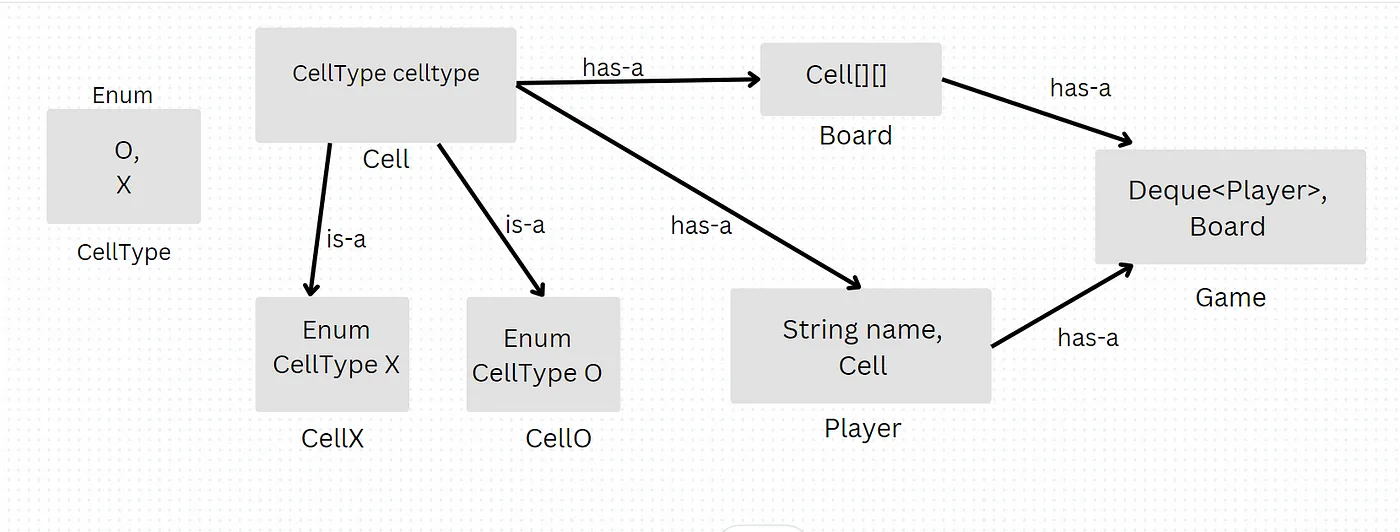 Enum
O,
X
CellType
CellType celltype
Cell
has-a
Cell[][]
Board
has-a
is-a
is-a
has-a
Deque<Player>,
Board
Game
Enum
CellType X
CellX
Enum
CellType O
CellO
String name,
Cell
Player
has-a